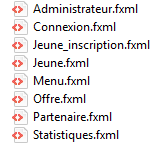 Administrateur.fxml
Connexion.fxml
Jeune_inscription.fxml
Jeune.fxml
Menu.fxml
Offre.fxml
Partenaire.fxml
Statistiques.fxml